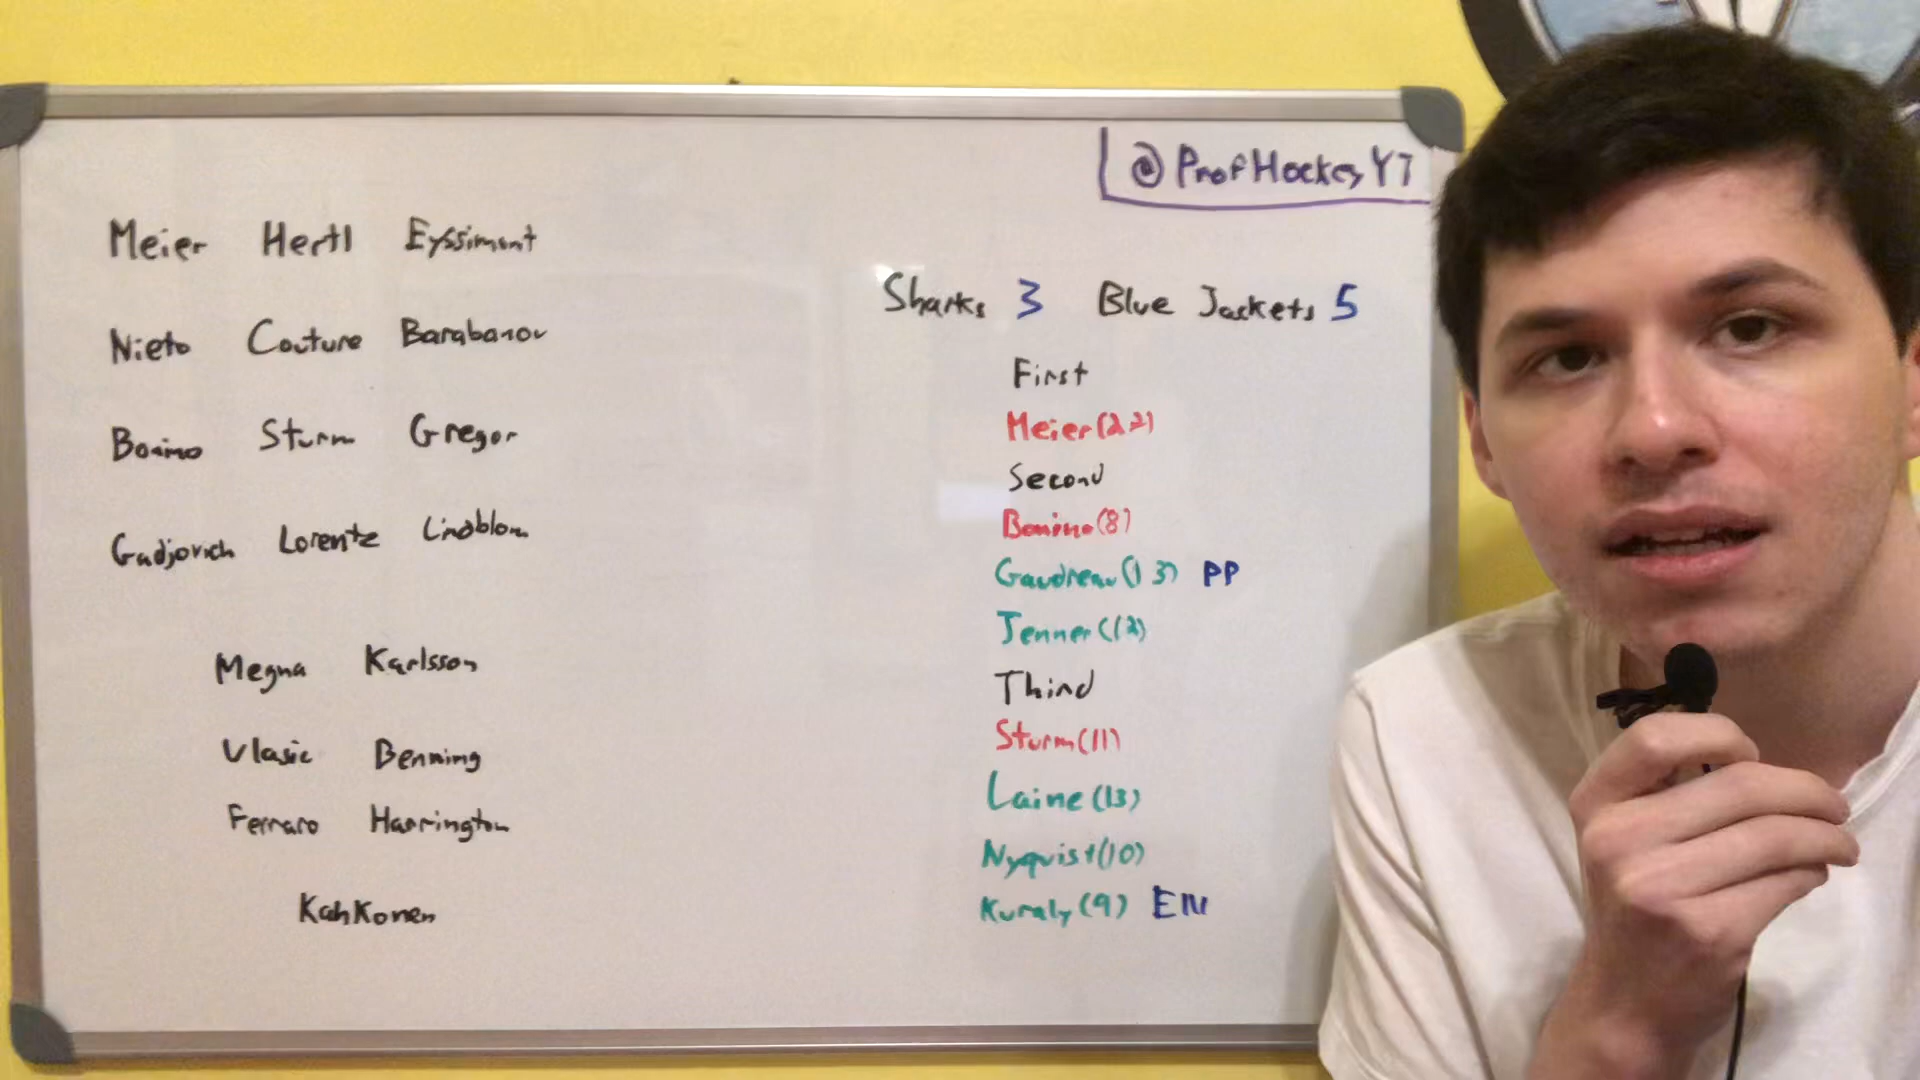 @ProfHockeyYT
Meier Hertl Eyssimont
Nieto Couture Barabanov
Bonino Sturm Gregor
Gadjovich Lorentz Lindblom
Megna Karlsson
Vlasic Benning
Ferraro Harrington
Kahkonen
Sharks 3 Blue Jackets 5
First
Meier (22)
Second
Bonino (8)
Gaudreau (13) PP
Jenner (12)
Third
Sturm (11)
Laine (13)
Nyquist (10)
Kuraly (9) EN